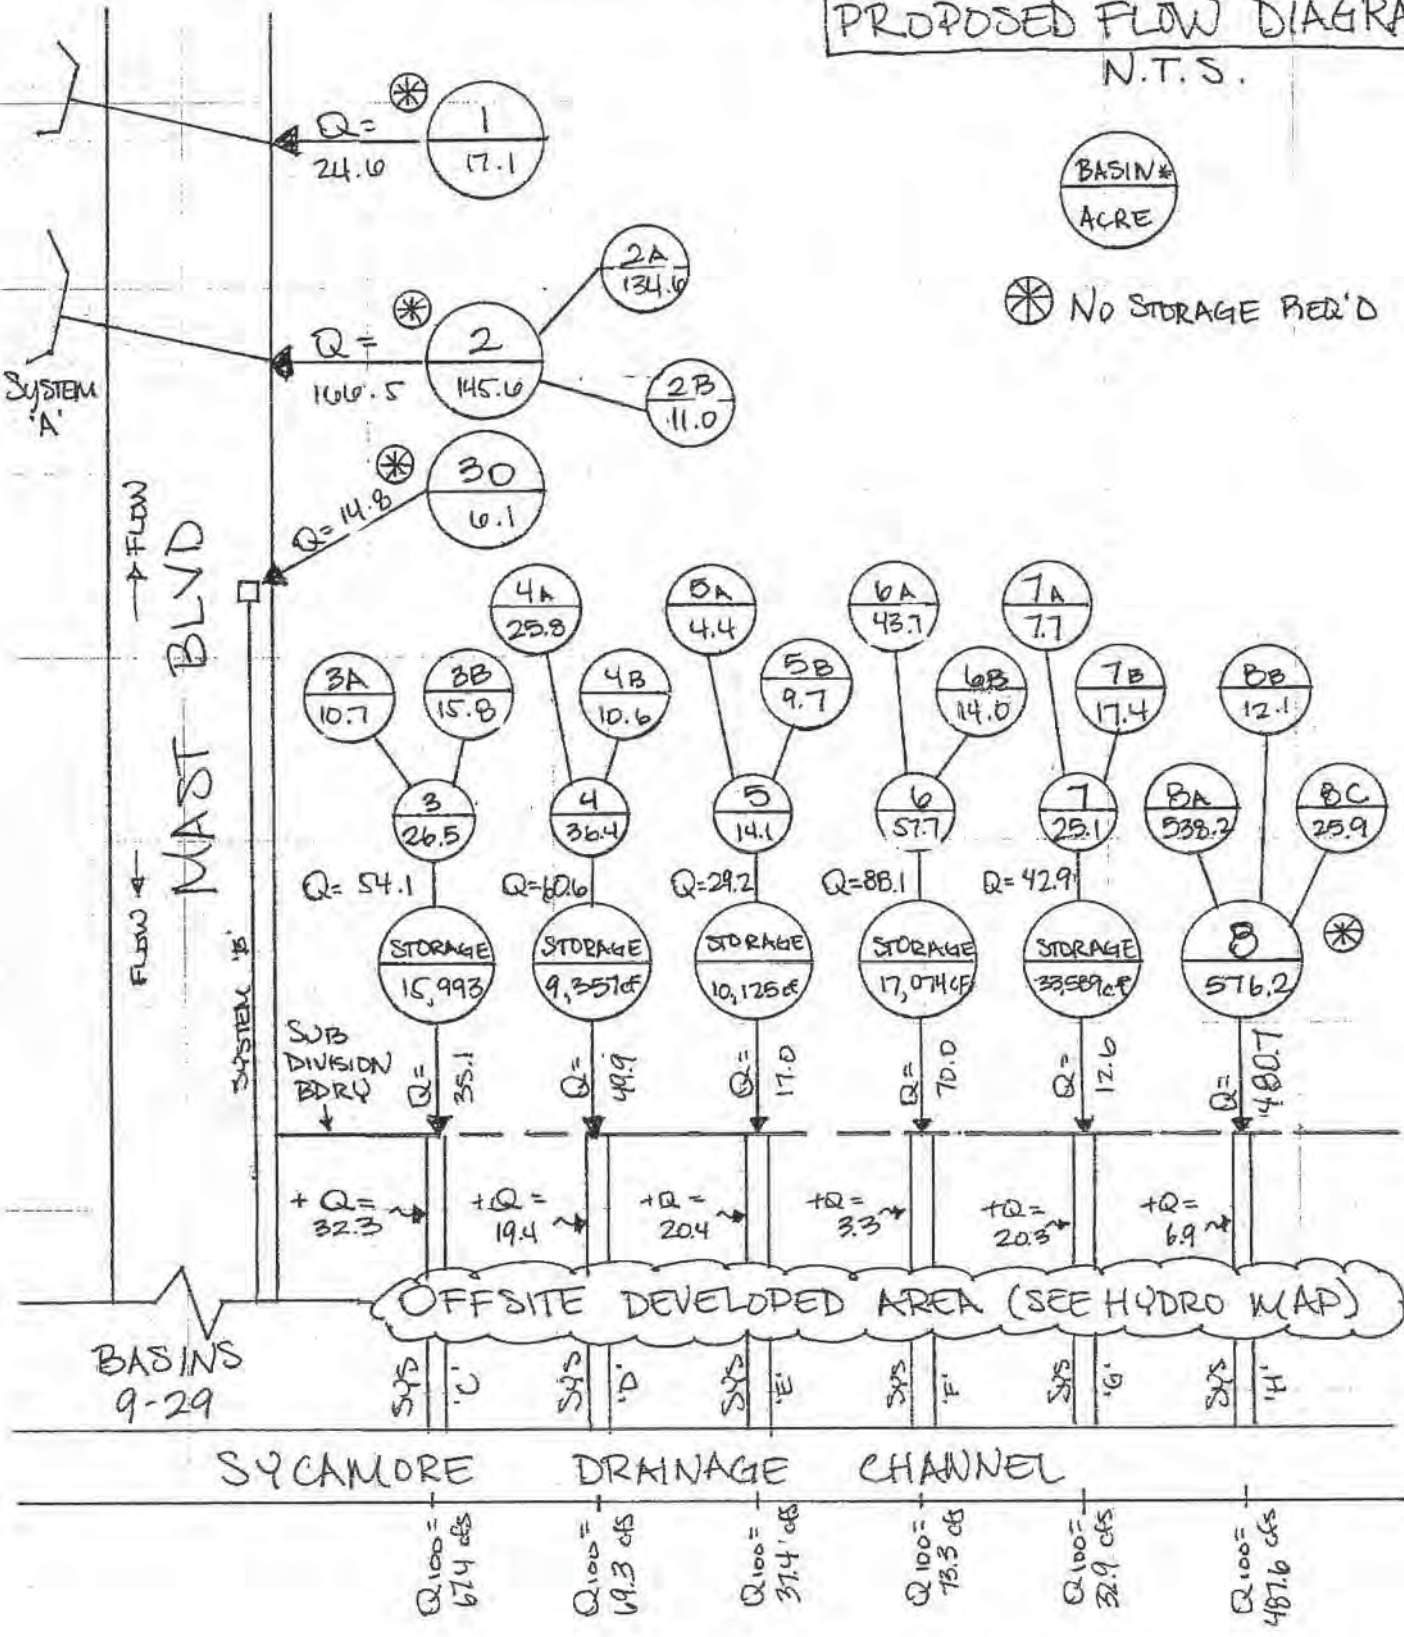 PROPOSED FLOW DIAGRA
N.T.S.
BASIN*
ACRE
NO STORAGE REQ'D
Q=
24.6
1
17.1
2A
134.6
Q=
166.5
2
145.6
2B
11.0
SYSTEM
'A'
Q=14.8
3D
6.1
FLOW
MAST BLVD
FLOW
SYSTEM 'B'
4A
25.8
5A
4.4
6A
43.7
7A
7.7
3A
10.7
3B
15.8
4B
10.6
5B
9.7
6B
14.0
7B
17.4
8B
12.1
3
26.5
4
36.4
5
14.1
6
57.7
7
25.1
8A
538.2
8C
25.9
Q= 54.1
Q=60.6
Q=29.2
Q=88.1
Q=42.9
STORAGE
15,993
STORAGE
9,357cf
STORAGE
10,125cf
STORAGE
17,074CF
STORAGE
33,589cf
8
576.2
SUB
DIVISION
BDRY
Q=
35.1
Q=
49.9
Q=
17.0
Q=
70.0
Q=
12.6
Q=
480.7
+Q=
32.3
+Q=
19.4
+Q=
20.4
+Q=
3.3
+Q=
20.3
+Q=
6.9
OFFSITE DEVELOPED AREA (SEE HYDRO MAP)
BASINS
9-29
SYS 'C'
SYS 'D'
SYS 'E'
SYS 'F'
SYS 'G'
SYS 'H'
SYCAMORE DRAINAGE CHANNEL
Q100=
67.4 cfs
Q100=
69.3 cfs
Q100=
37.4 cfs
Q100=
73.3 cfs
Q100=
32.9 cfs
Q100=
487.6 cfs